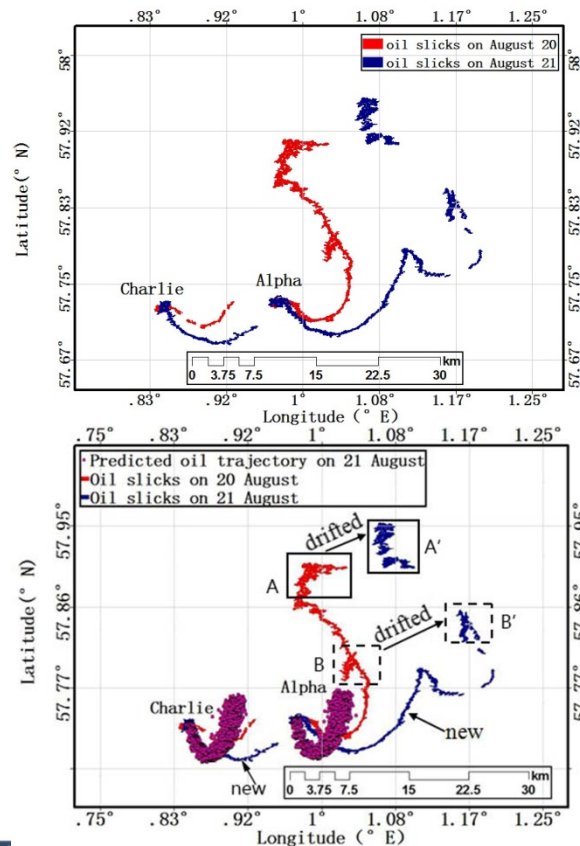 .83° .92° 1° 1.08° 1.17° 1.25°
oil slicks on August 20
oil slicks on August 21
58°
57.92°
57.83°
57.75°
57.67°
Latitude(° N)
58°
57.92°
57.83°
57.75°
57.67°
Charlie
Alpha
km
0 3.75 7.5 15 22.5 30
.83° .92° 1° 1.08° 1.17° 1.25°
Longitude(° E)
.75° .83° .92° 1° 1.08° 1.17° 1.25°
Predicted oil trajectory on 21 August
Oil slicks on 20 August
Oil slicks on 21 August
57.95°
57.86°
57.77°
Latitude(° N)
57.95°
57.86°
57.77°
drifted
A
A'
drifted
B
B'
Charlie
Alpha
new
new
km
0 3.75 7.5 15 22.5 30
.75° .83° .92° 1° 1.08° 1.17° 1.25°
Longitude(° E)